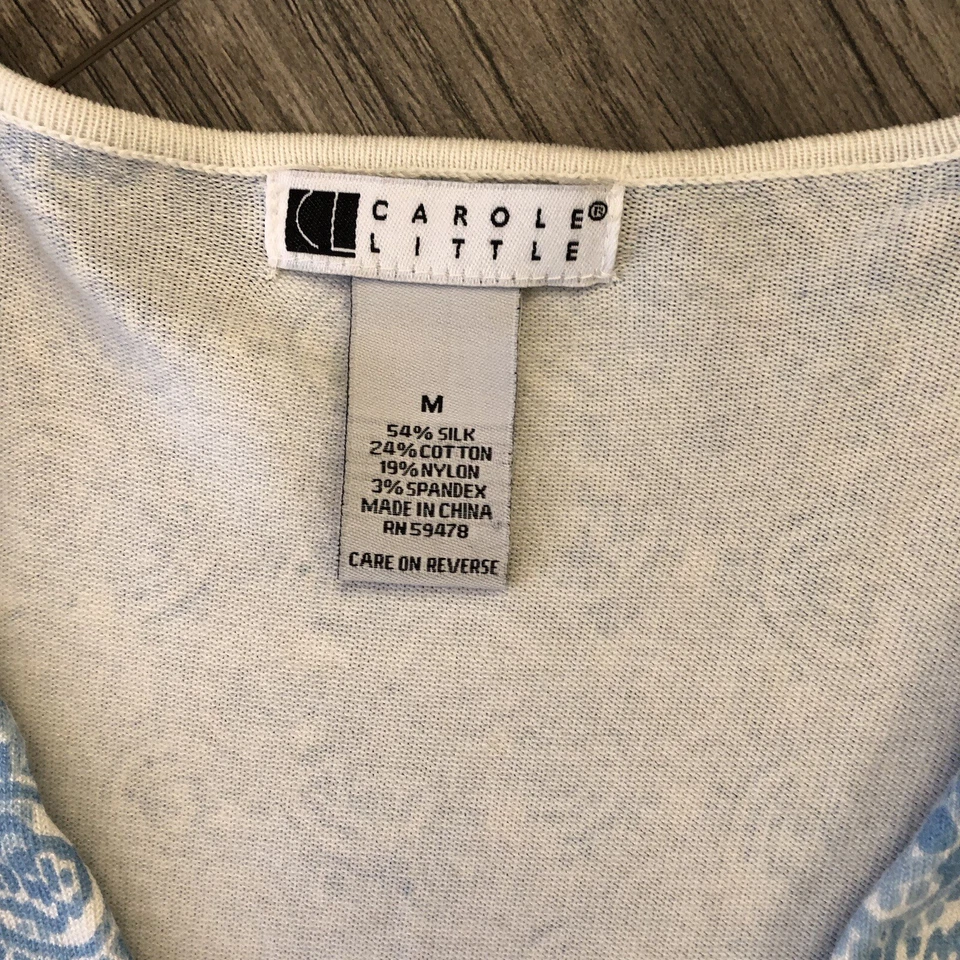 CAROLE®
LITTLE
M
54% SILK
24% COTTON
19% NYLON
3% SPANDEX
MADE IN CHINA
RN 59478
CARE ON REVERSE